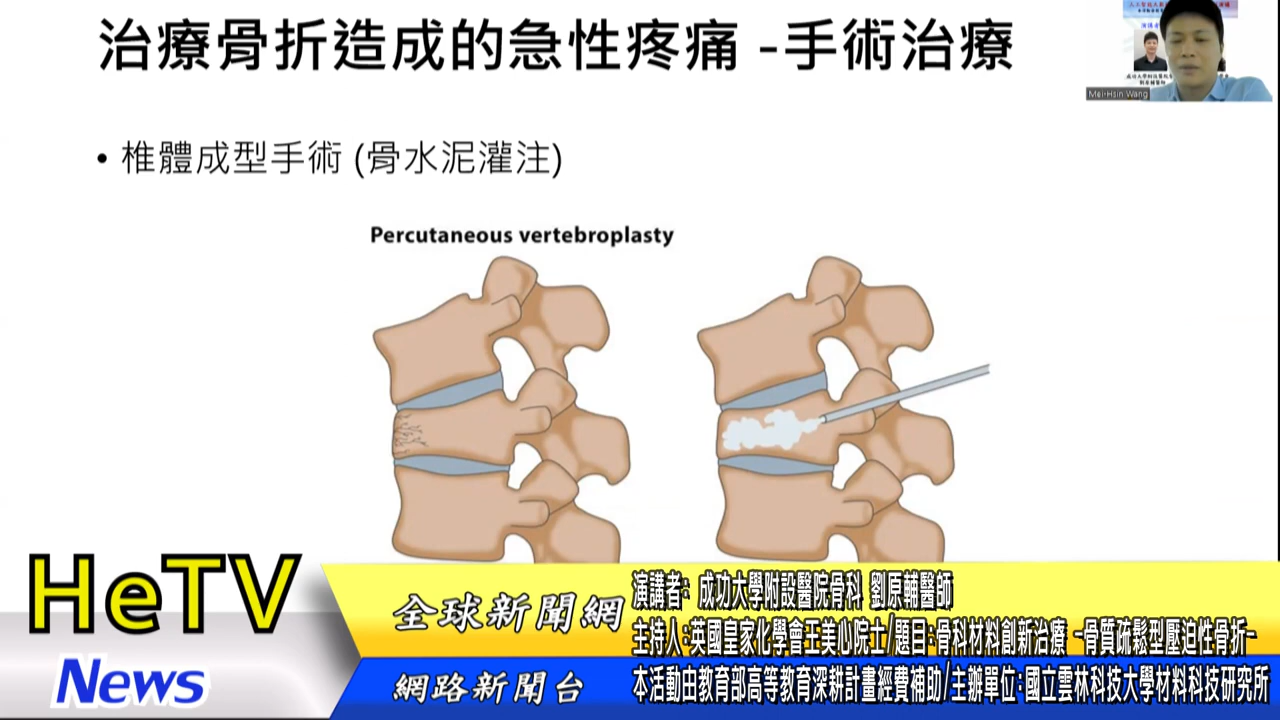 治療骨折造成的急性疼痛 -手術治療
• 椎體成型手術 (骨水泥灌注)
Percutaneous vertebroplasty
Mei-Hsin Wang
HeTV
News
全球新聞網
網路新聞台
演講者: 成功大學附設醫院骨科 劉原輔醫師
主持人:英國皇家化學會王美心院士/題目:骨科材料創新治療 -骨質疏鬆型壓迫性骨折-
本活動由教育部高等教育深耕計畫經費補助/主辦單位:國立雲林科技大學材料科技研究所